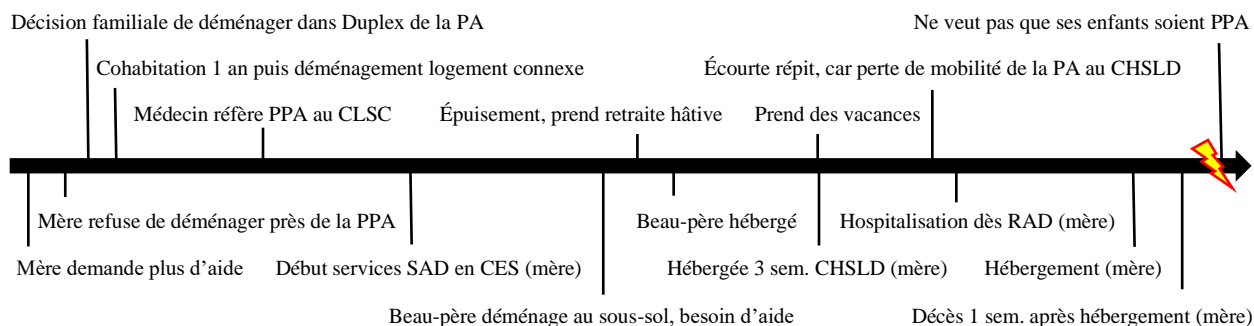 Décision familiale de déménager dans Duplex de la PA
Ne veut pas que ses enfants soient PPA
Cohabitation 1 an puis déménagement logement connexe
Écourte répit, car perte de mobilité de la PA au CHSLD
Médecin réfère PPA au CLSC
Épuisement, prend retraite hâtive
Prend des vacances
Mère refuse de déménager près de la PPA
Beau-père hébergé
Hospitalisation dès RAD (mère)
Mère demande plus d’aide
Début services SAD en CES (mère)
Hébergée 3 sem. CHSLD (mère)
Hébergement (mère)
Beau-père déménage au sous-sol, besoin d’aide
Décès 1 sem. après hébergement (mère)